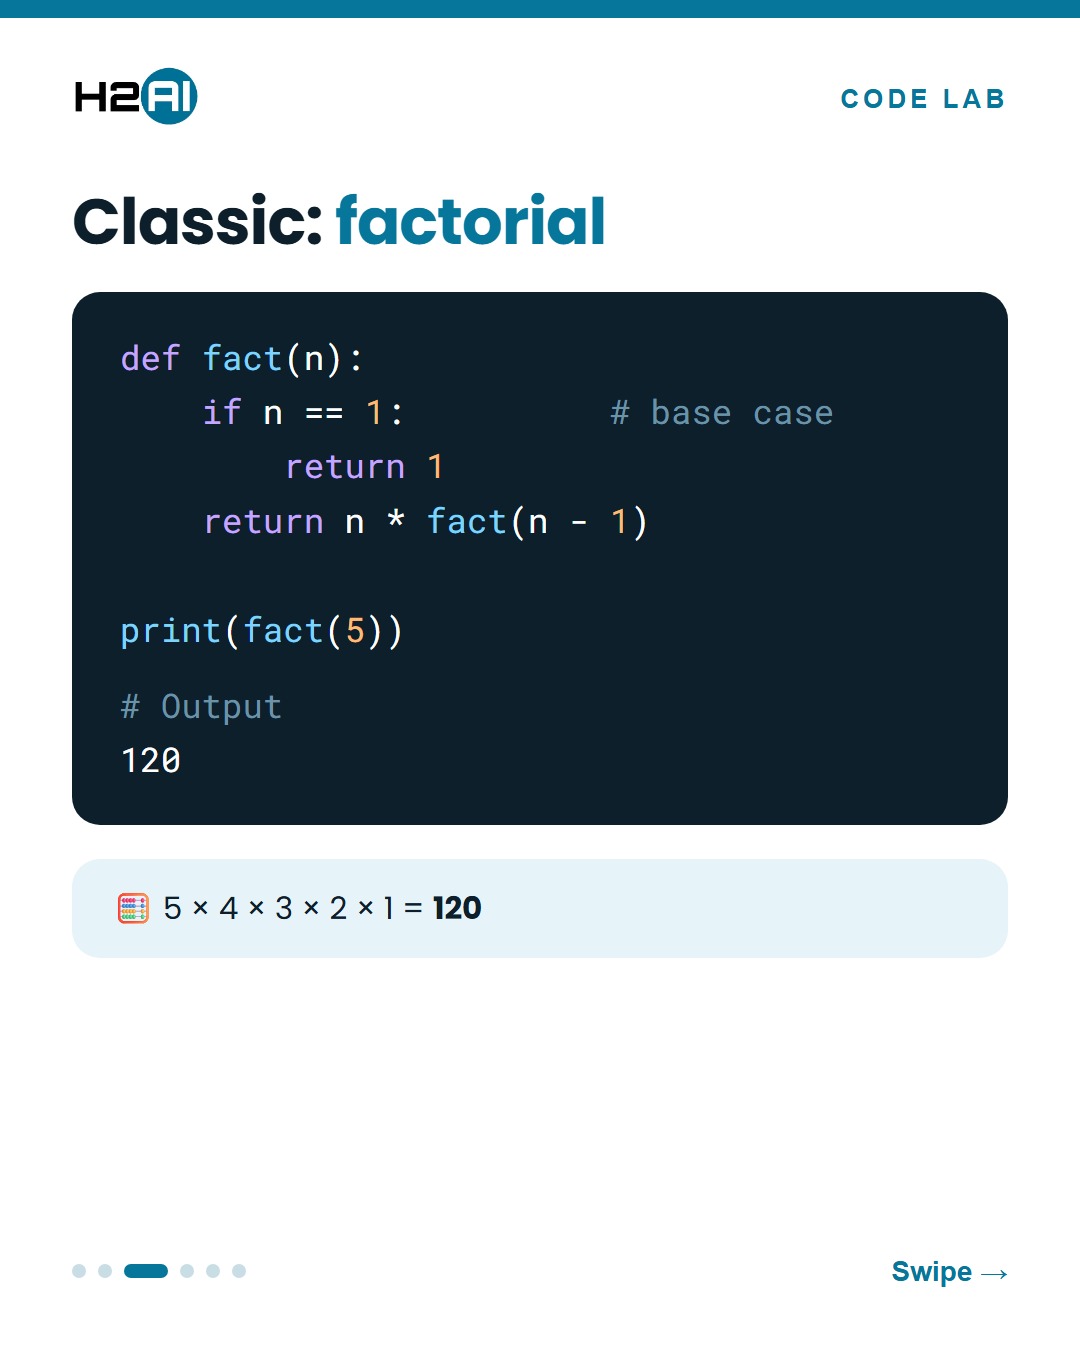 H2AI
CODE LAB
Classic: factorial
def fact(n):
    if n == 1:          # base case
        return 1
    return n * fact(n - 1)

print(fact(5))
# Output
120
🧮 5 × 4 × 3 × 2 × 1 = 120
Swipe →